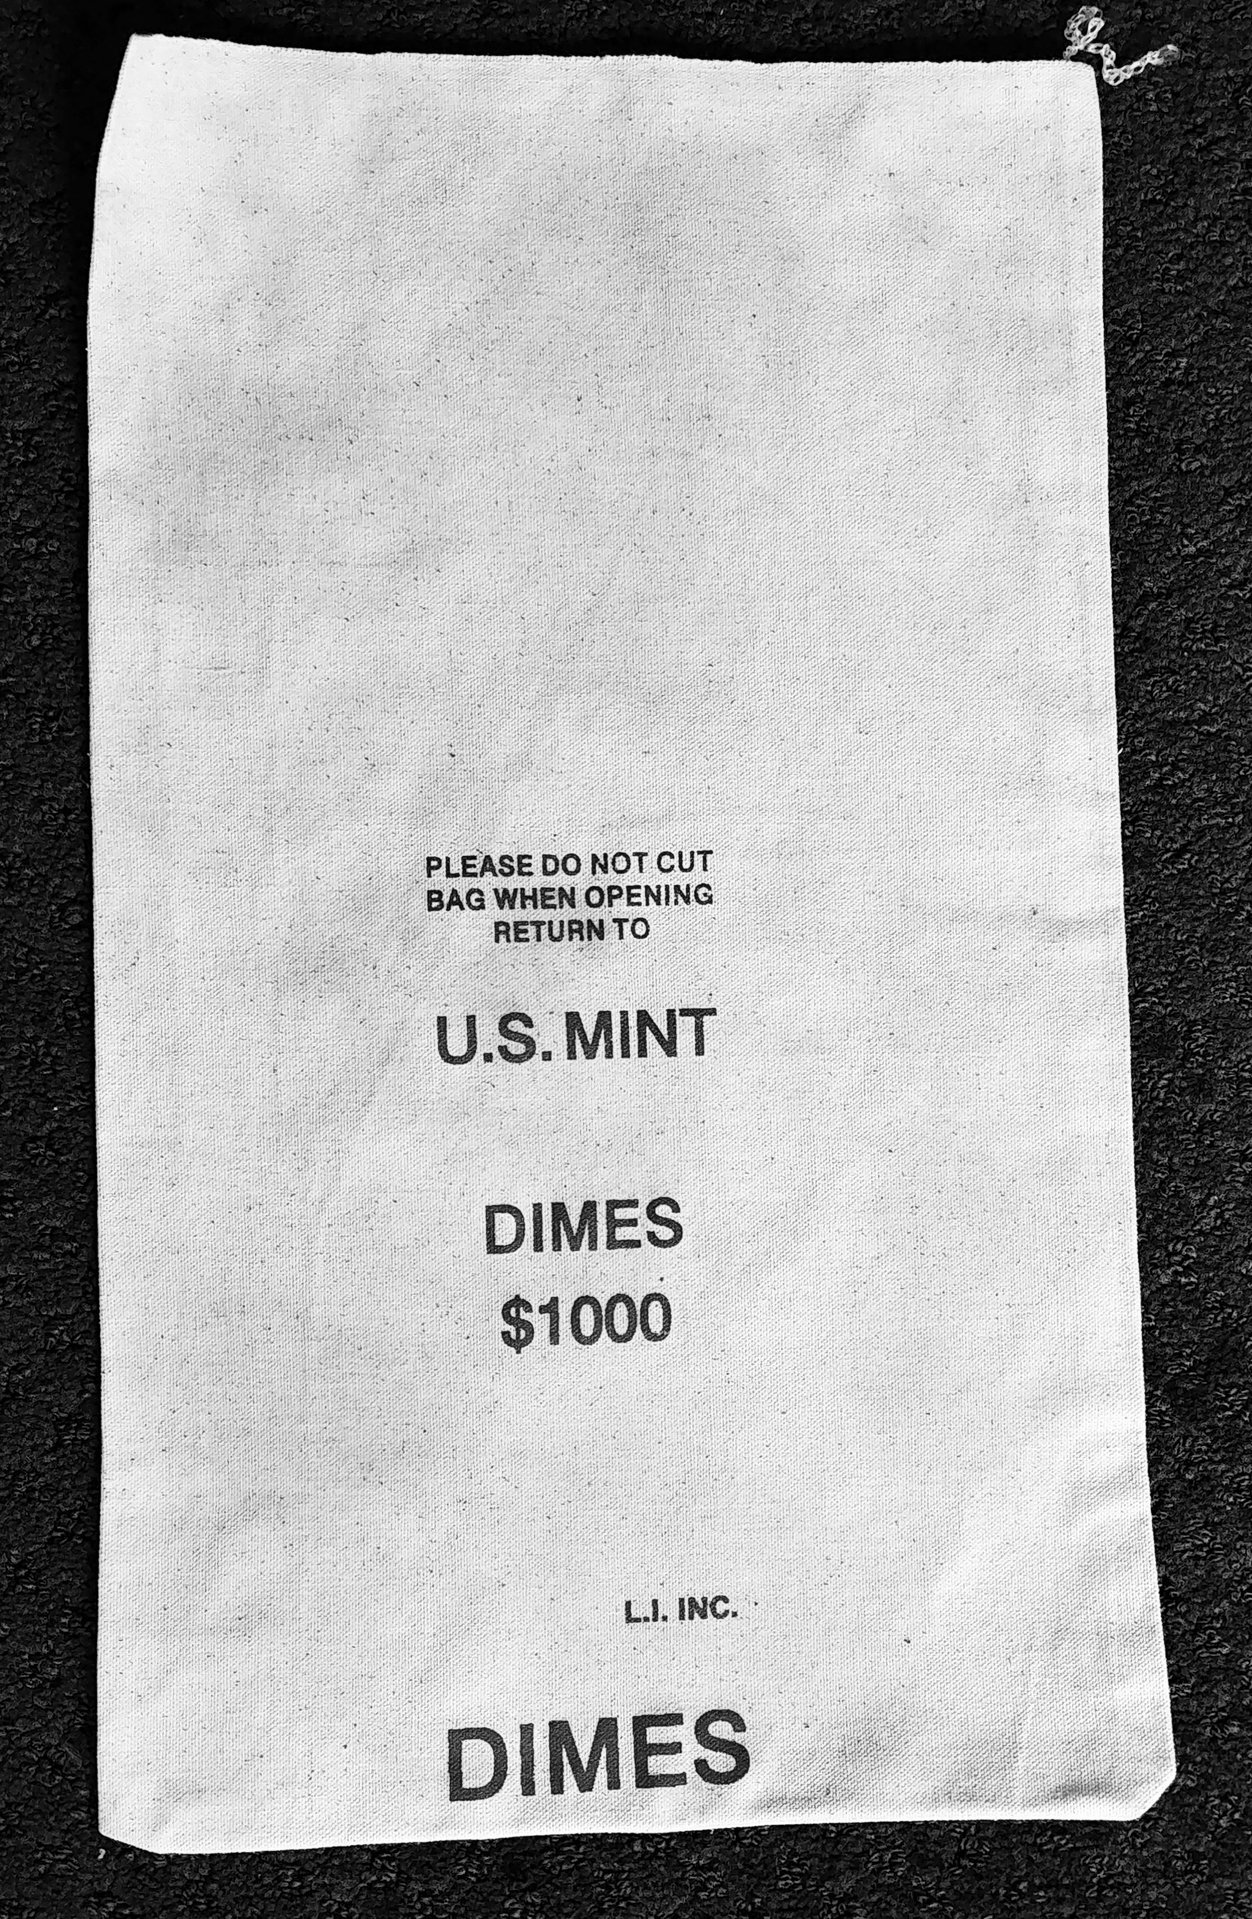 PLEASE DO NOT CUT
BAG WHEN OPENING
RETURN TO
U.S. MINT
DIMES
$1000
L.I. INC.
DIMES